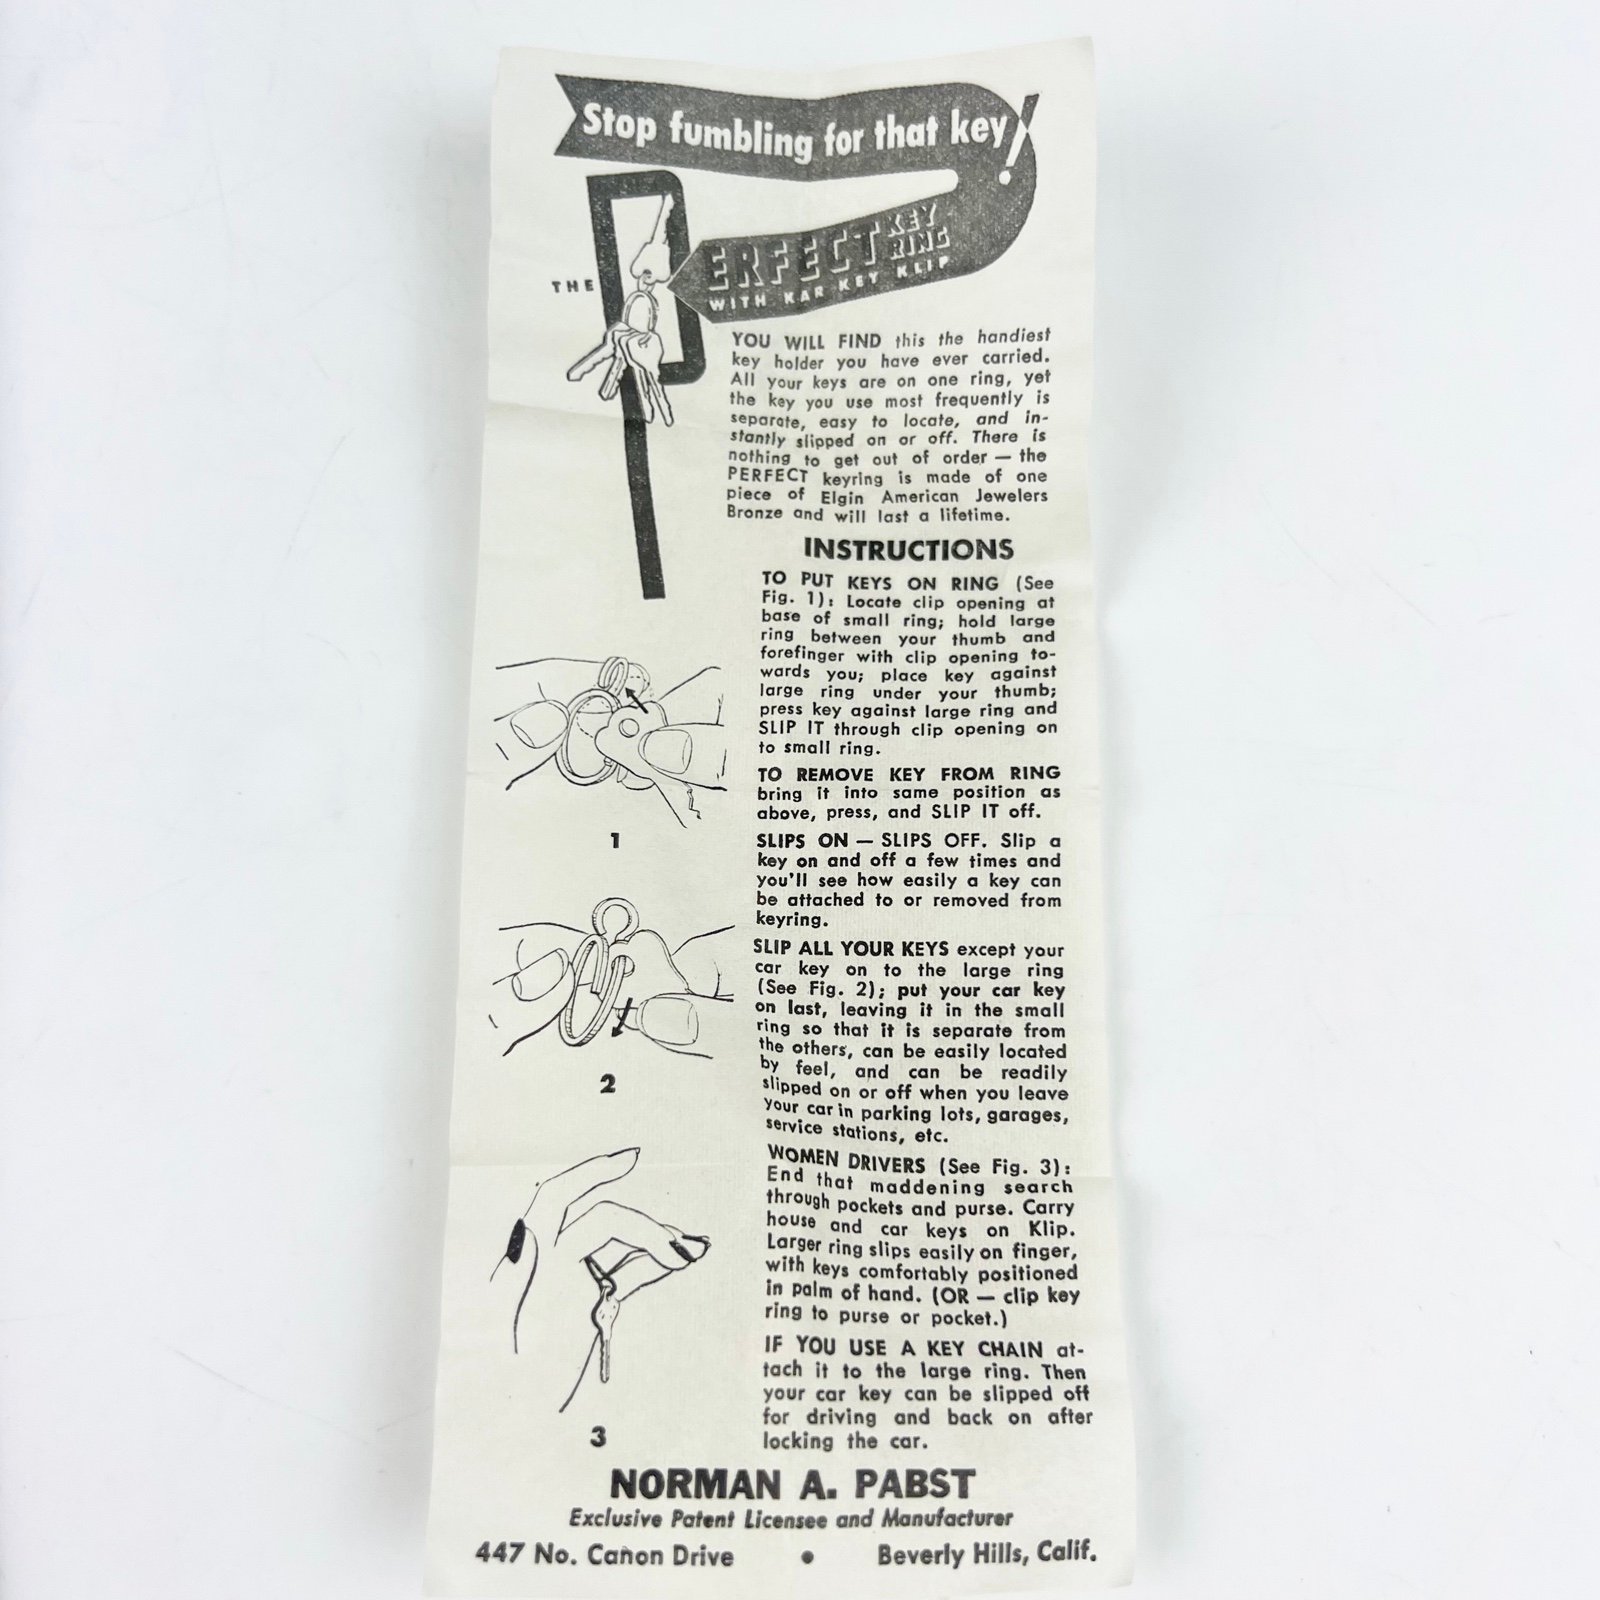 Stop fumbling for that key!
THE PERFECT KEY RING
WITH KAR KEY KLIP
YOU WILL FIND this the handiest
key holder you have ever carried.
All your keys are on one ring, yet
the key you use most frequently is
separate, easy to locate, and in-
stantly slipped on or off. There is
nothing to get out of order — the
PERFECT keyring is made of one
piece of Elgin American Jewelers
Bronze and will last a lifetime.
INSTRUCTIONS
TO PUT KEYS ON RING (See
Fig. 1): Locate clip opening at
base of small ring; hold large
ring between your thumb and
forefinger with clip opening to-
wards you; place key against
large ring under your thumb;
press key against large ring and
SLIP IT through clip opening on
to small ring.
TO REMOVE KEY FROM RING
bring it into same position as
above, press, and SLIP IT off.
1
SLIPS ON — SLIPS OFF. Slip a
key on and off a few times and
you'll see how easily a key can
be attached to or removed from
keyring.
SLIP ALL YOUR KEYS except your
car key on to the large ring
(See Fig. 2); put your car key
on last, leaving it in the small
ring so that it is separate from
the others, can be easily located
by feel, and can be readily
slipped on or off when you leave
your car in parking lots, garages,
service stations, etc.
2
WOMEN DRIVERS (See Fig. 3):
End that maddening search
through pockets and purse. Carry
house and car keys on Klip.
Larger ring slips easily on finger,
with keys comfortably positioned
in palm of hand. (OR — clip key
ring to purse or pocket.)
IF YOU USE A KEY CHAIN at-
tach it to the large ring. Then
your car key can be slipped off
for driving and back on after
locking the car.
3
NORMAN A. PABST
Exclusive Patent Licensee and Manufacturer
447 No. Cañon Drive • Beverly Hills, Calif.